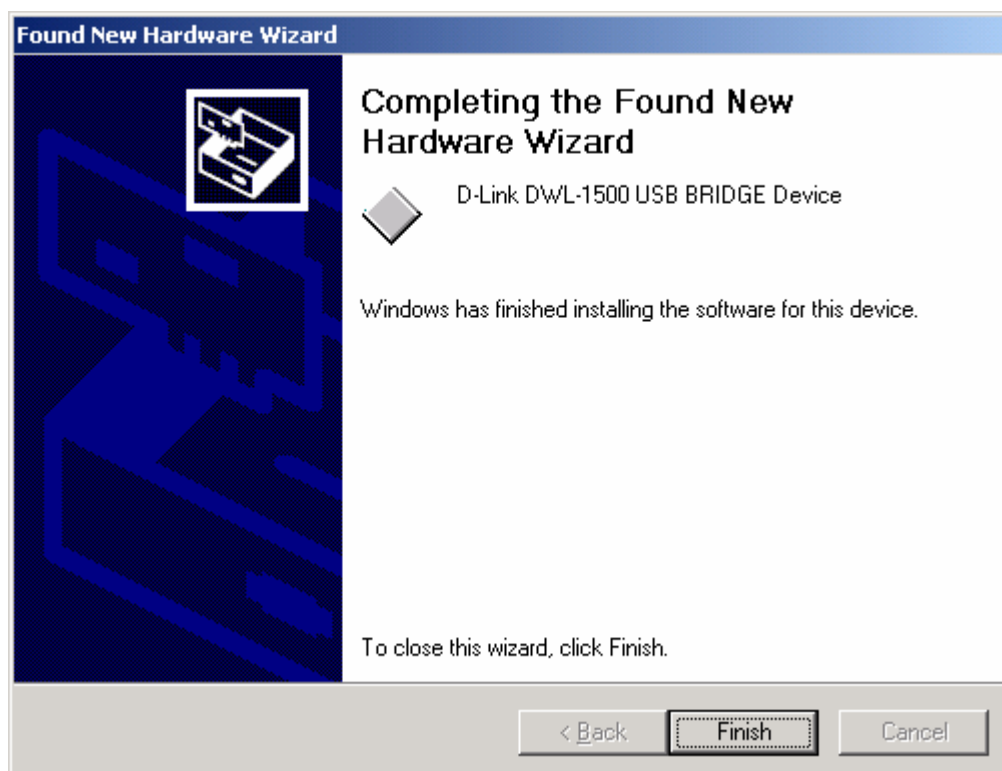 Found New Hardware Wizard
Completing the Found New
Hardware Wizard
D-Link DWL-1500 USB BRIDGE Device
Windows has finished installing the software for this device.
To close this wizard, click Finish.
< Back
Finish
Cancel